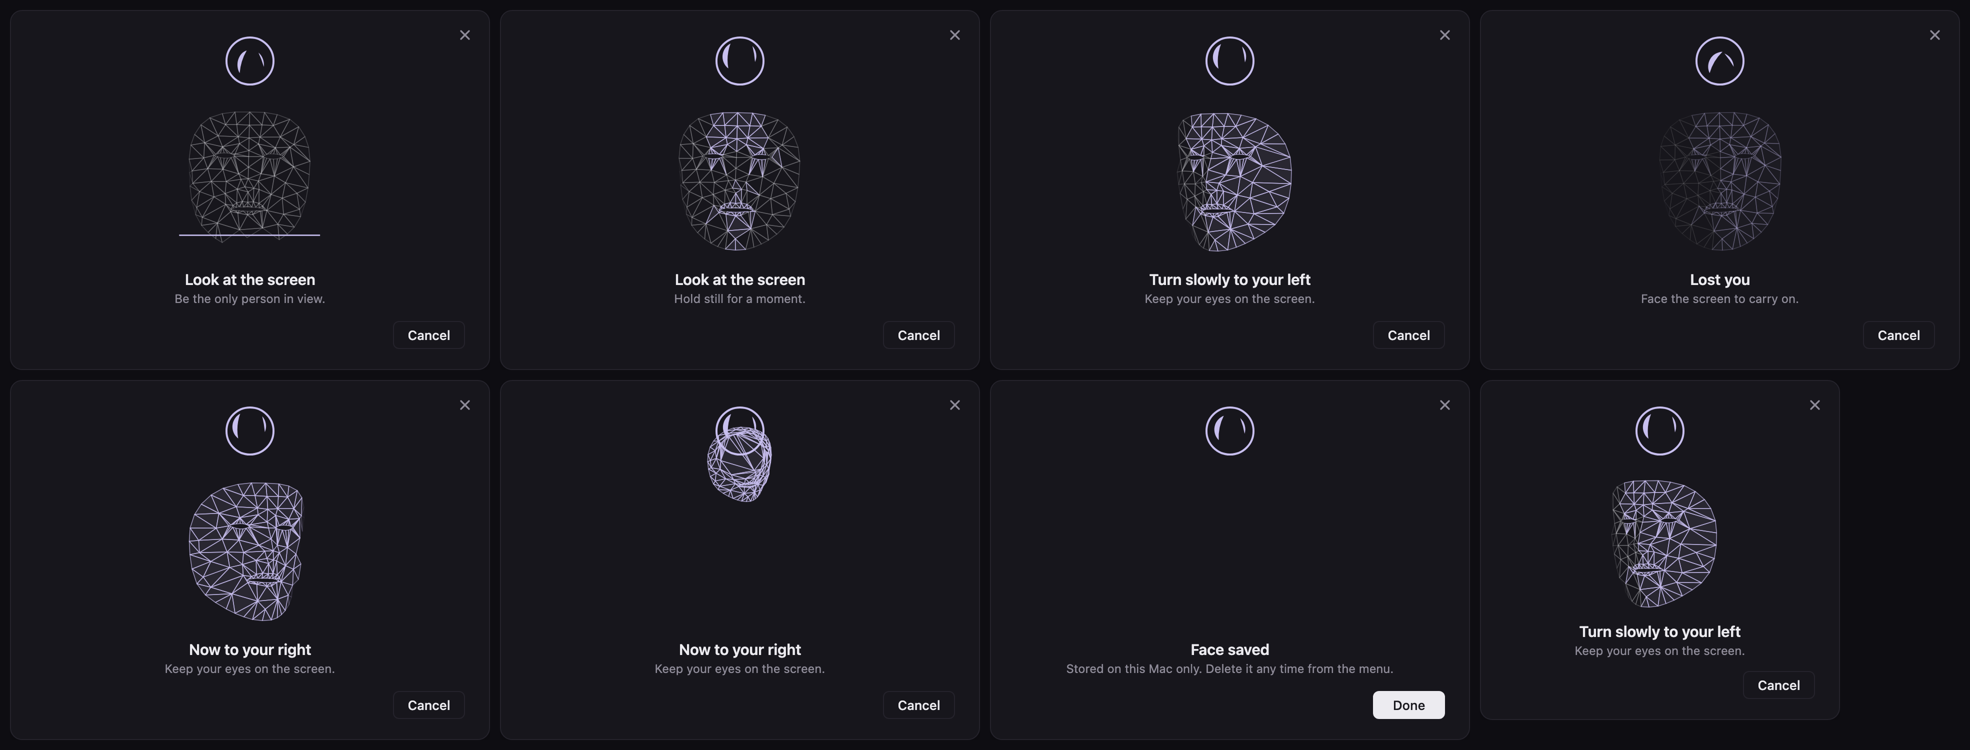 Look at the screen
Be the only person in view.
Cancel
Look at the screen
Hold still for a moment.
Cancel
Turn slowly to your left
Keep your eyes on the screen.
Cancel
Lost you
Face the screen to carry on.
Cancel
Now to your right
Keep your eyes on the screen.
Cancel
Now to your right
Keep your eyes on the screen.
Cancel
Face saved
Stored on this Mac only. Delete it any time from the menu.
Done
Turn slowly to your left
Keep your eyes on the screen.
Cancel